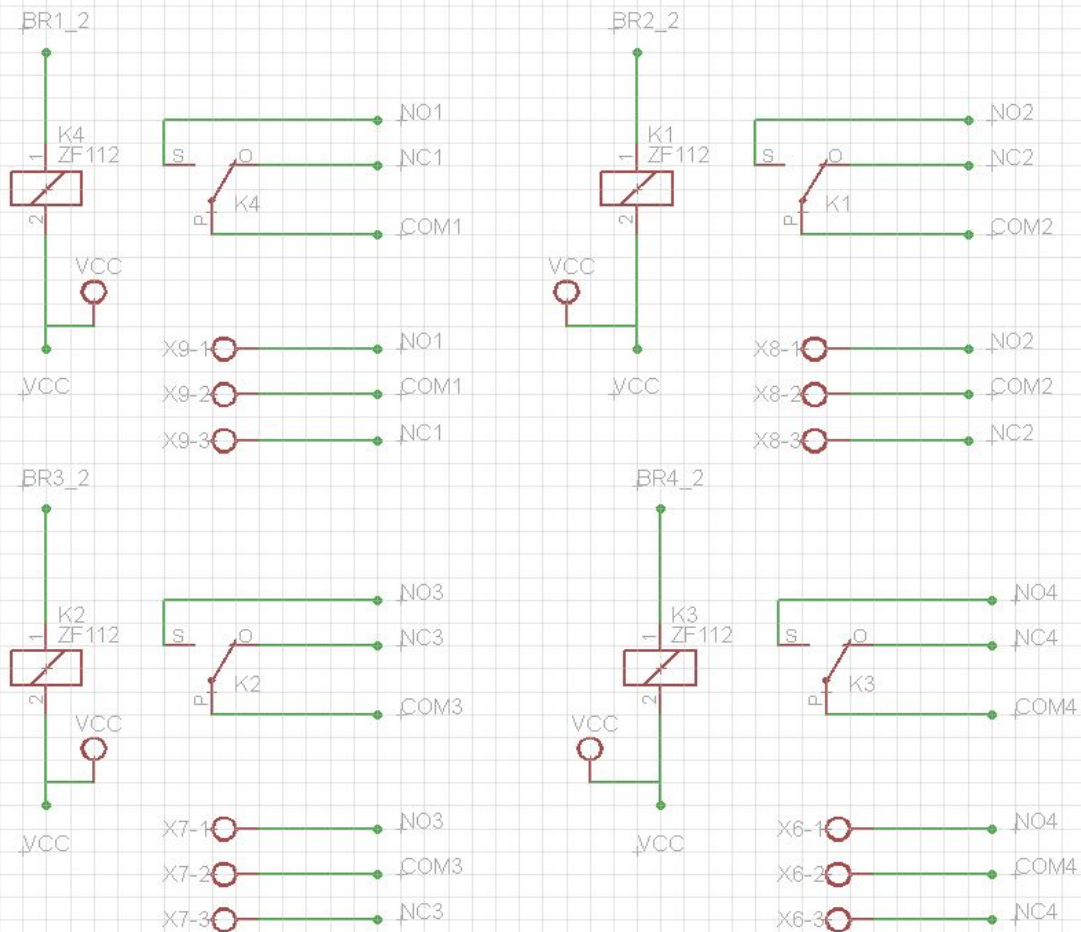 BR1_2
K4
ZF112
1
2
S
O
P
K4
NO1
NC1
COM1
VCC
VCC
X9-1
NO1
X9-2
COM1
X9-3
NC1
BR2_2
K1
ZF112
1
2
S
O
P
K1
NO2
NC2
COM2
VCC
VCC
X8-1
NO2
X8-2
COM2
X8-3
NC2
BR3_2
K2
ZF112
1
2
S
O
P
K2
NO3
NC3
COM3
VCC
VCC
X7-1
NO3
X7-2
COM3
X7-3
NC3
BR4_2
K3
ZF112
1
2
S
O
P
K3
NO4
NC4
COM4
VCC
VCC
X6-1
NO4
X6-2
COM4
X6-3
NC4